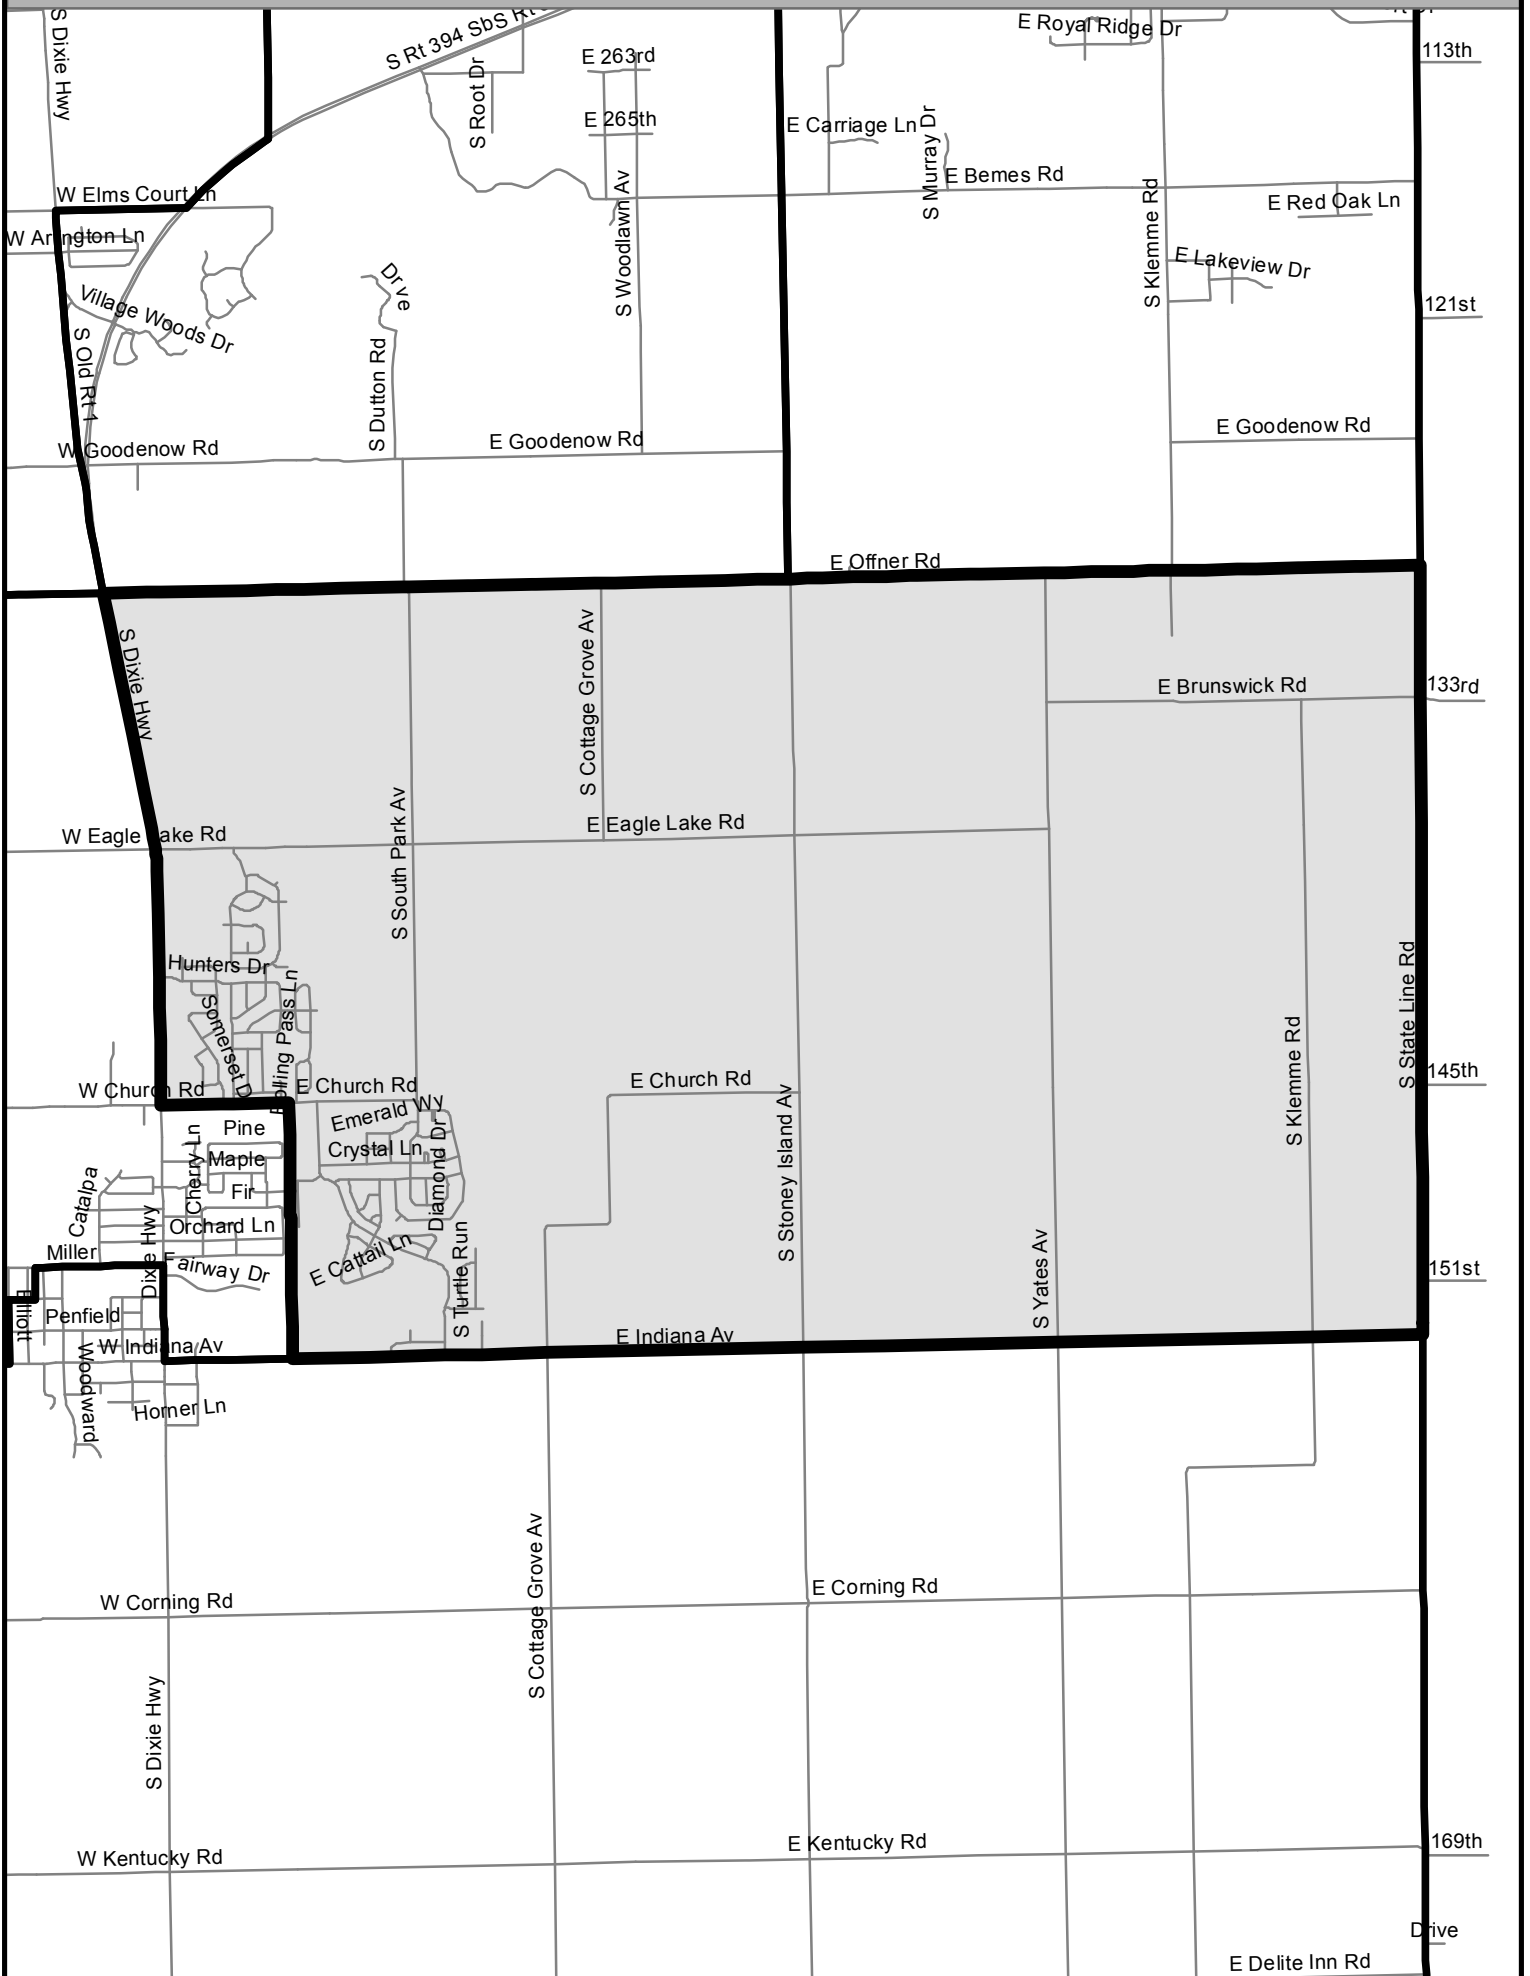 S Dixie Hwy
S Rt 394 SbS Rt
E Royal Ridge Dr
113th
E 263rd
S Root Dr
E 265th
E Carriage Ln
S Murray Dr
E Bemes Rd
W Elms Court Ln
S Woodlawn Av
S Klemme Rd
E Red Oak Ln
W Arlington Ln
E Lakeview Dr
Drive
Village Woods Dr
121st
S Old Rt 1
S Dutton Rd
W Goodenow Rd
E Goodenow Rd
E Goodenow Rd
E Offner Rd
S Dixie Hwy
S Cottage Grove Av
E Brunswick Rd
133rd
W Eagle Lake Rd
E Eagle Lake Rd
S South Park Av
Hunters Dr
Somerset D
Rolling Pass Ln
S State Line Rd
S Klemme Rd
W Church Rd
E Church Rd
E Church Rd
145th
Emerald Wy
Pine
Cherry Ln
Crystal Ln
Diamond Dr
Maple
Catalpa
Fir
S Stoney Island Av
Orchard Ln
Dixie Hwy
Miller
Fairway Dr
E Cattail Ln
S Turtle Run
S Yates Av
151st
Elliott
Penfield
W Indiana Av
E Indiana Av
Woodward
Horner Ln
S Cottage Grove Av
W Corning Rd
E Corning Rd
S Dixie Hwy
W Kentucky Rd
E Kentucky Rd
169th
Drive
E Delite Inn Rd